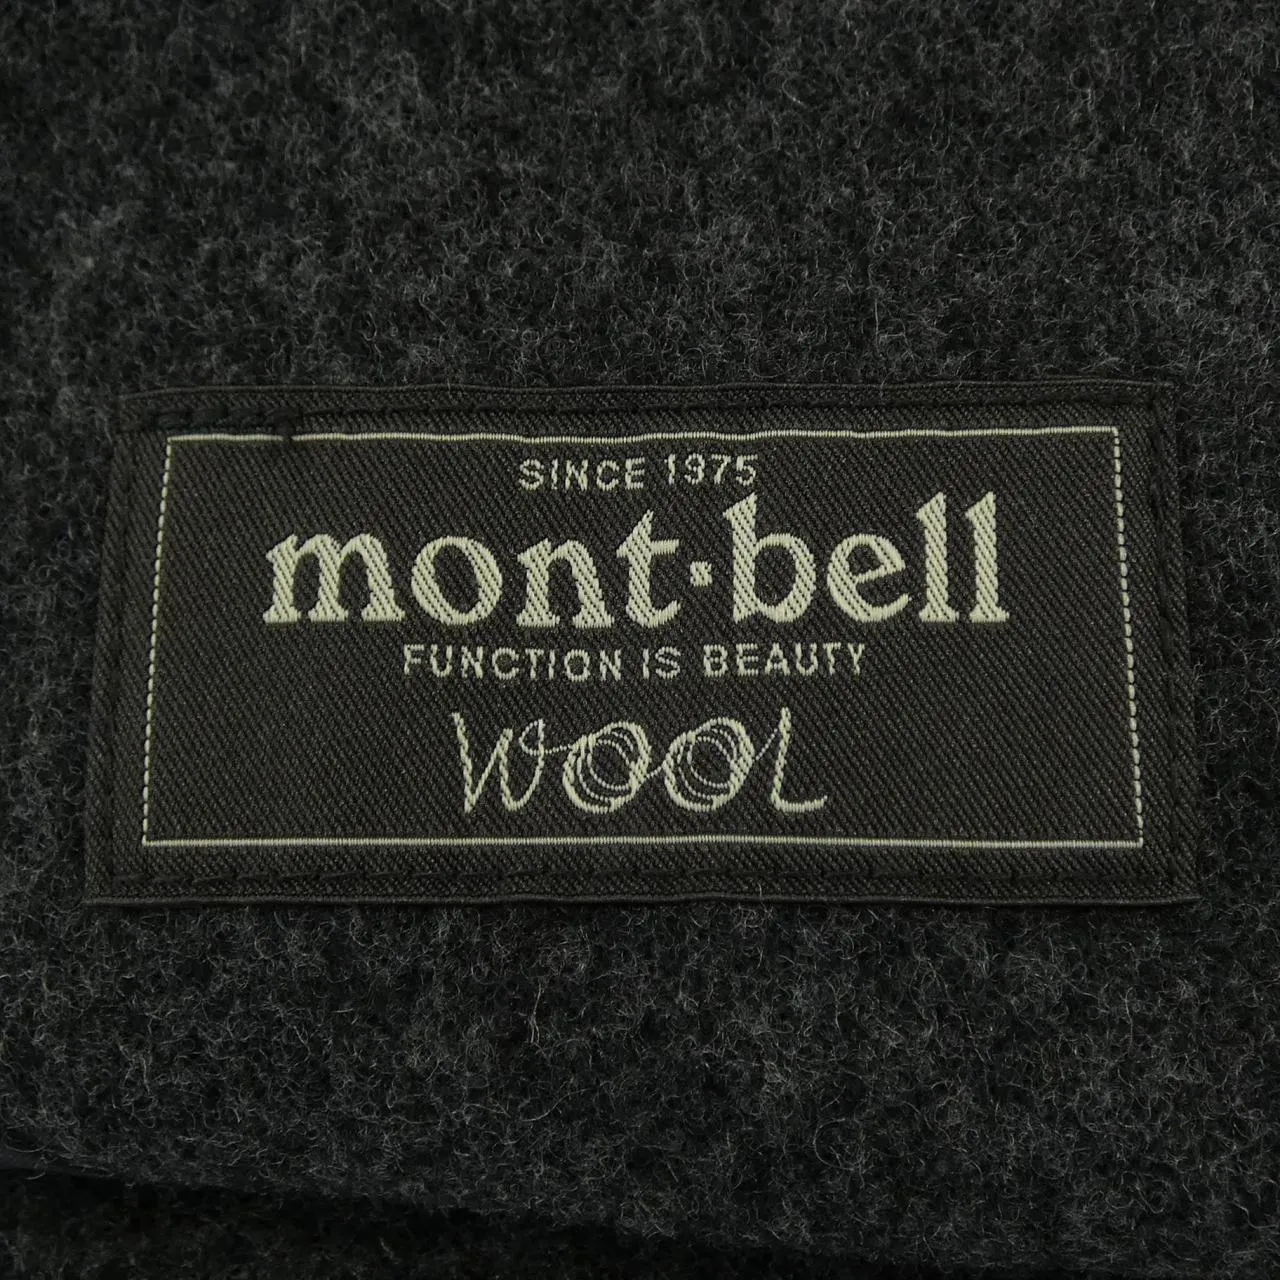 SINCE 1975
mont·bell
FUNCTION IS BEAUTY
WOOL